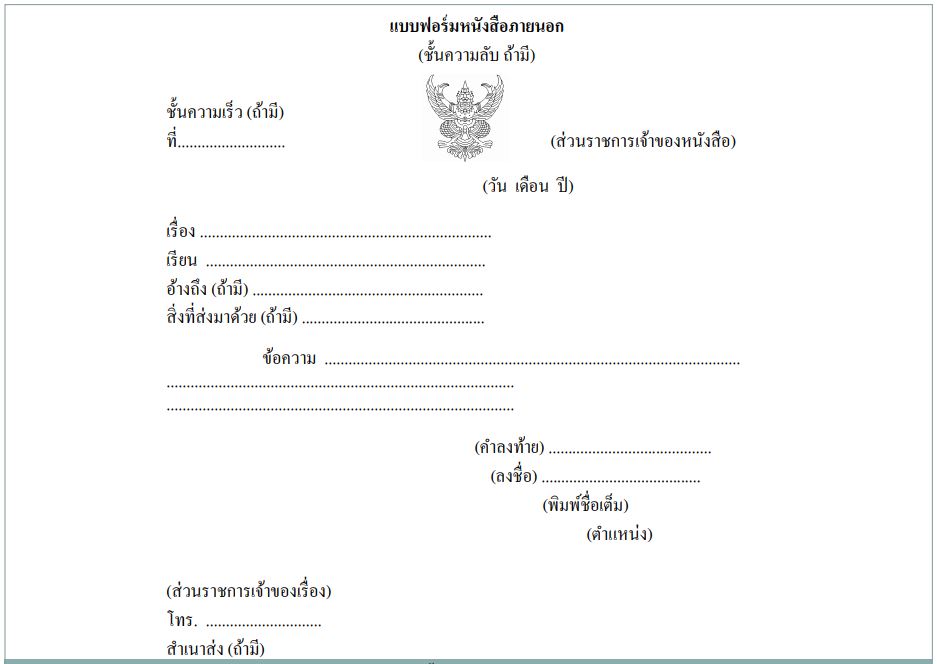 แบบฟอร์มหนังสือภายนอก
(ชั้นความลับ ถ้ามี)
ชั้นความเร็ว (ถ้ามี)
ที่........................... (ส่วนราชการเจ้าของหนังสือ)
(วัน เดือน ปี)
เรื่อง .........................................................................
เรียน ......................................................................
อ้างถึง (ถ้ามี) ..........................................................
สิ่งที่ส่งมาด้วย (ถ้ามี) ..............................................
ข้อความ ........................................................................................................
.......................................................................................
.......................................................................................
(คำลงท้าย) .........................................
(ลงชื่อ) ........................................
(พิมพ์ชื่อเต็ม)
(ตำแหน่ง)
(ส่วนราชการเจ้าของเรื่อง)
โทร. .............................
สำเนาส่ง (ถ้ามี)